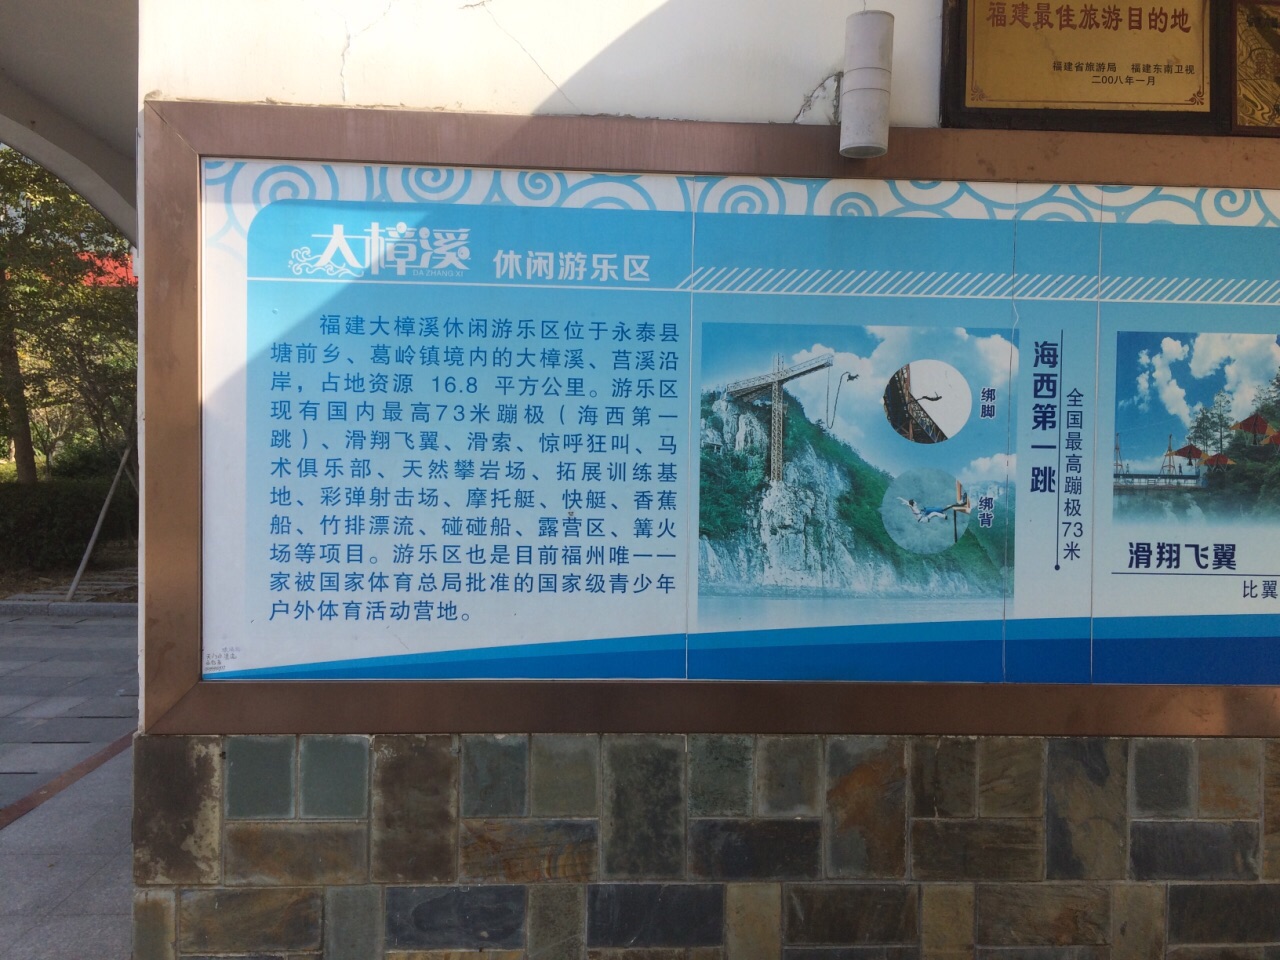 福建最佳旅游目的地
福建省旅游局 福建东南卫视
二00八年一月
大樟溪
DA ZHANG XI
休闲游乐区
福建大樟溪休闲游乐区位于永泰县
塘前乡、葛岭镇境内的大樟溪、莒溪沿
岸，占地资源 16.8 平方公里。游乐区
现有国内最高73米蹦极（海西第一
跳）、滑翔飞翼、滑索、惊呼狂叫、马
术俱乐部、天然攀岩场、拓展训练基
地、彩弹射击场、摩托艇、快艇、香蕉
船、竹排漂流、碰碰船、露营区、篝火
场等项目。游乐区也是目前福州唯一一
家被国家体育总局批准的国家级青少年
户外体育活动营地。
绑脚
绑背
海西第一跳
全国最高蹦极73米
滑翔飞翼
比翼